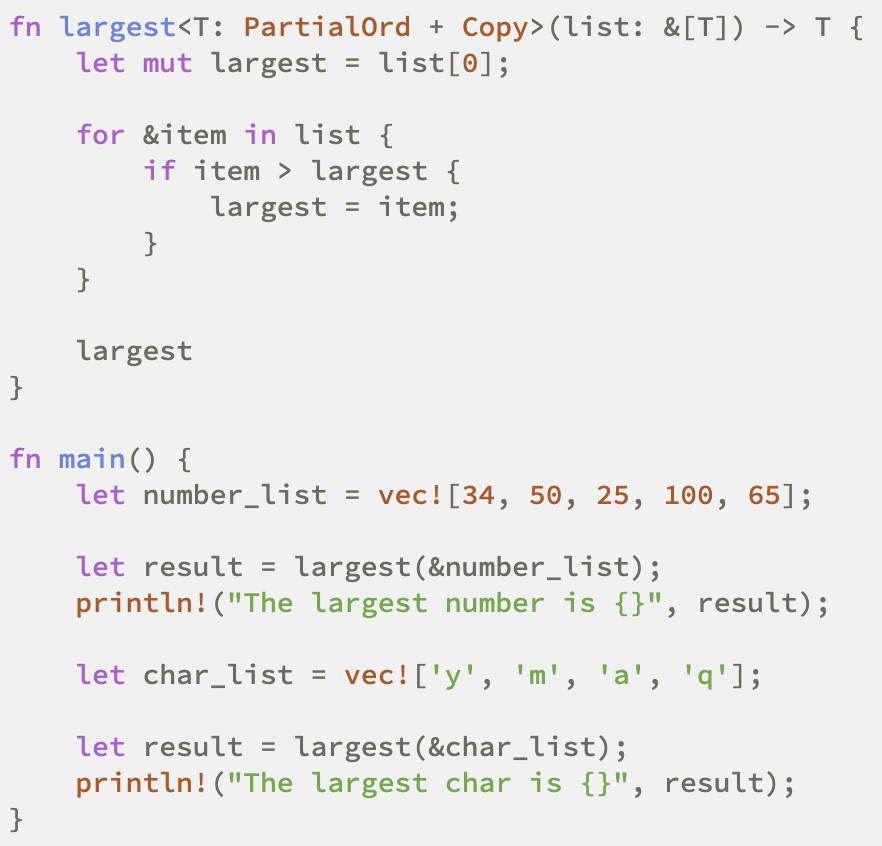 fn largest<T: PartialOrd + Copy>(list: &[T]) -> T {
    let mut largest = list[0];

    for &item in list {
        if item > largest {
            largest = item;
        }
    }

    largest
}

fn main() {
    let number_list = vec![34, 50, 25, 100, 65];

    let result = largest(&number_list);
    println!("The largest number is {}", result);

    let char_list = vec!['y', 'm', 'a', 'q'];

    let result = largest(&char_list);
    println!("The largest char is {}", result);
}